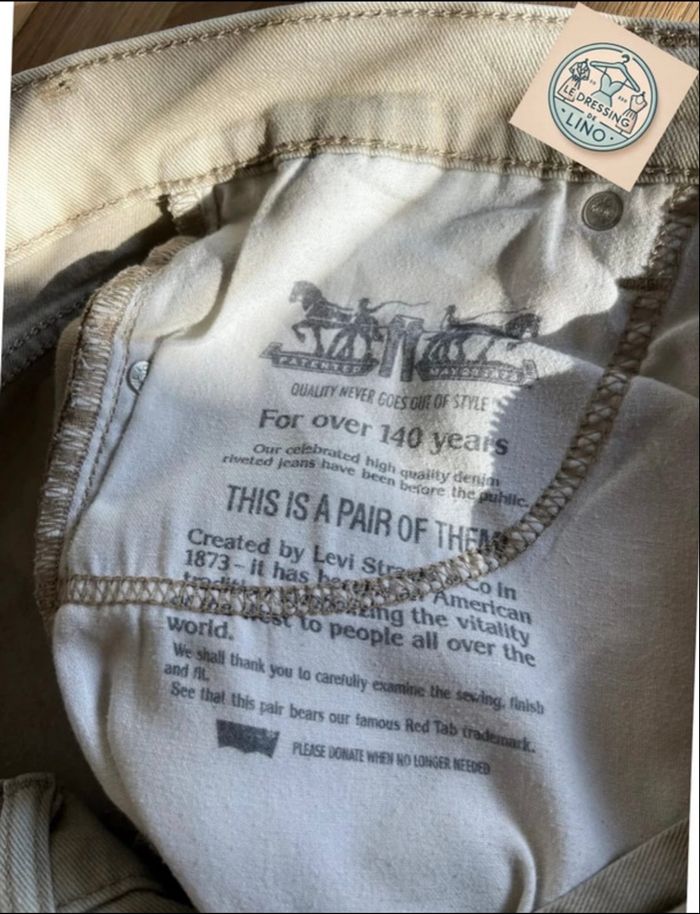 LE DRESSING
DE
LINO
PATENTED
QUALITY NEVER GOES OUT OF STYLE
For over 140 years
Our celebrated high quality denim
riveted jeans have been before the public.
THIS IS A PAIR OF THEM
Created by Levi Co in
1873 - it has American
the vitality
to people all over the
world.
We shall thank you to carefully examine the sewing, finish
and fit.
See that this pair bears our famous Red Tab trademark.
PLEASE DONATE WHEN NO LONGER NEEDED